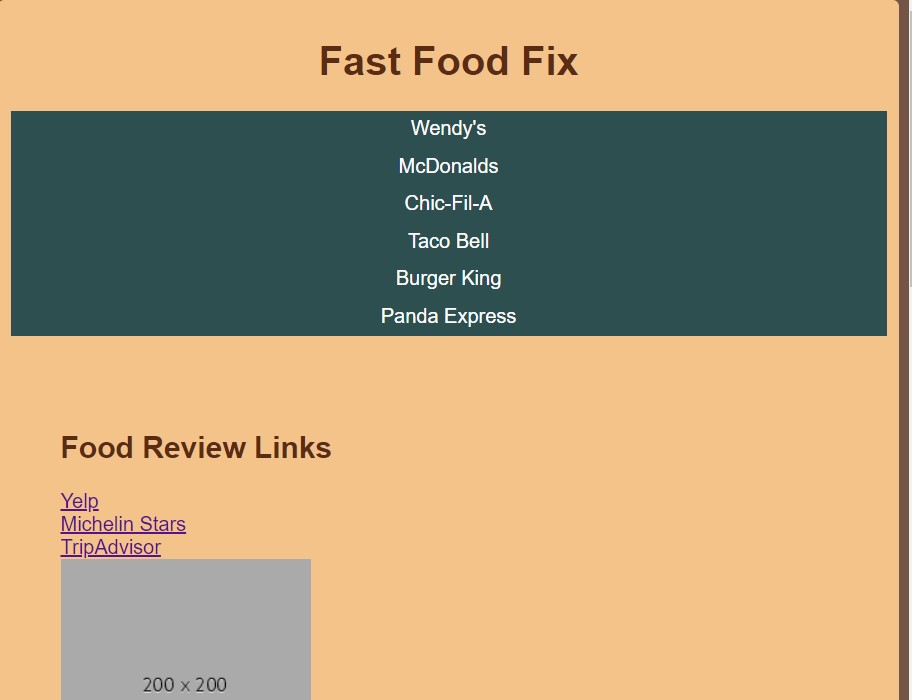 Fast Food Fix
Wendy's
McDonalds
Chic-Fil-A
Taco Bell
Burger King
Panda Express
Food Review Links
Yelp
Michelin Stars
TripAdvisor
200 x 200